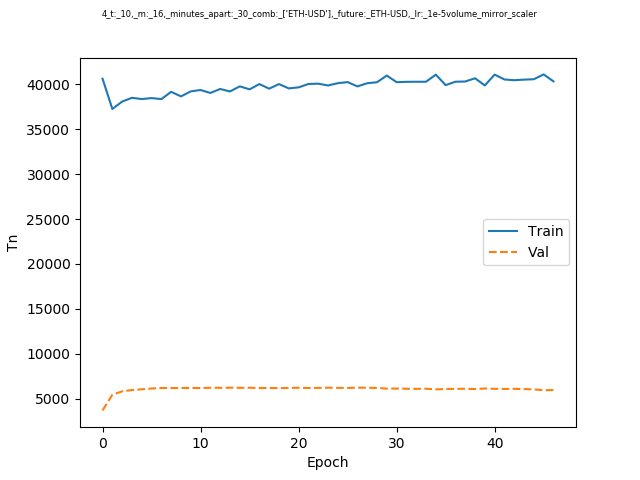 4_t:_10,_m:_16,_minutes_apart:_30_comb:_['ETH-USD'],_future:_ETH-USD,_lr:_1e-5volume_mirror_scaler
40000
35000
30000
25000
20000
15000
10000
5000
Tn
Train
Val
0
10
20
30
40
Epoch